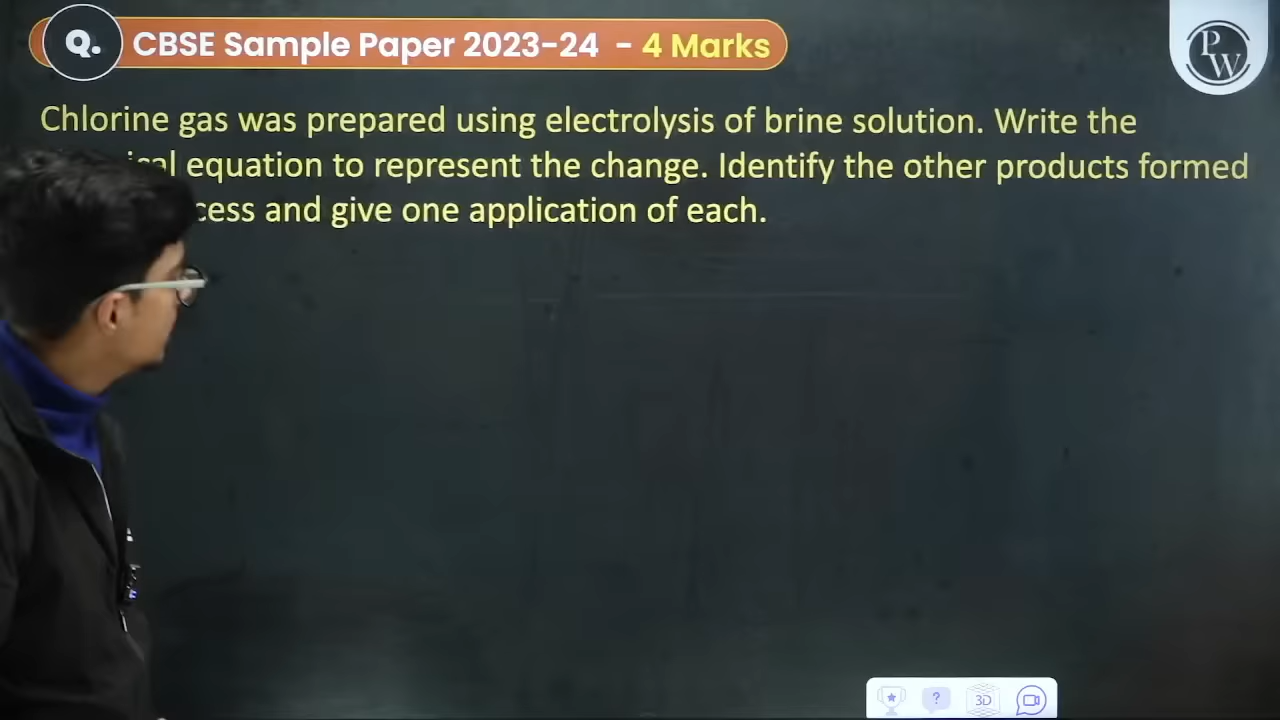 Q. CBSE Sample Paper 2023-24 - 4 Marks
PW
Chlorine gas was prepared using electrolysis of brine solution. Write the
equation to represent the change. Identify the other products formed
and give one application of each.
?
3D